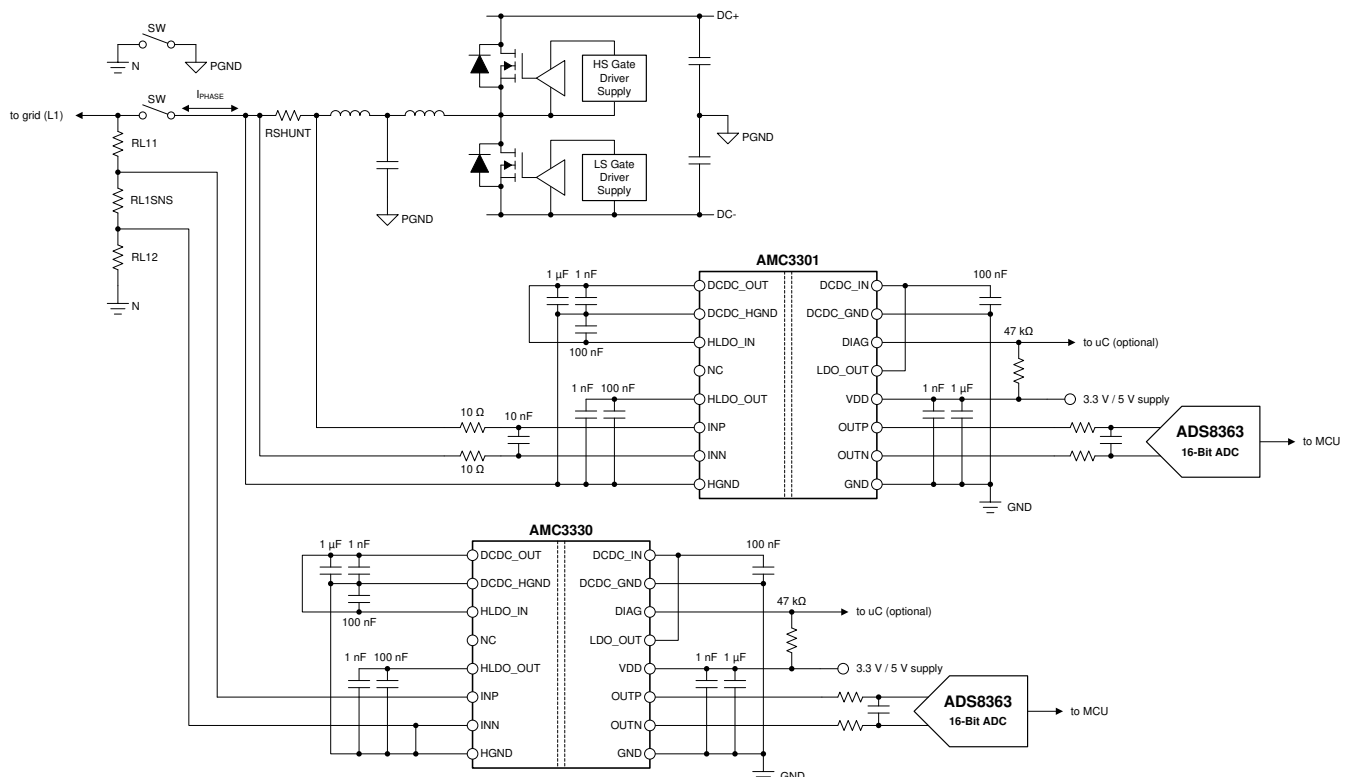 SW
N
PGND
DC+
HS Gate
Driver
Supply
SW
IPHASE
to grid (L1)
RSHUNT
PGND
RL11
LS Gate
Driver
Supply
RL1SNS
PGND
DC-
RL12
N
AMC3301
1 µF 1 nF
100 nF
DCDC_OUT
DCDC_IN
DCDC_HGND
DCDC_GND
47 kΩ
HLDO_IN
DIAG
to uC (optional)
100 nF
NC
LDO_OUT
1 nF 100 nF
1 nF 1 µF
HLDO_OUT
VDD
3.3 V / 5 V supply
10 Ω
10 nF
INP
OUTP
ADS8363
16-Bit ADC
to MCU
10 Ω
INN
OUTN
HGND
GND
GND
AMC3330
1 µF 1 nF
100 nF
DCDC_OUT
DCDC_IN
DCDC_HGND
DCDC_GND
47 kΩ
HLDO_IN
DIAG
to uC (optional)
100 nF
NC
LDO_OUT
1 nF 100 nF
1 nF 1 µF
HLDO_OUT
VDD
3.3 V / 5 V supply
INP
OUTP
ADS8363
16-Bit ADC
to MCU
INN
OUTN
HGND
GND
GND